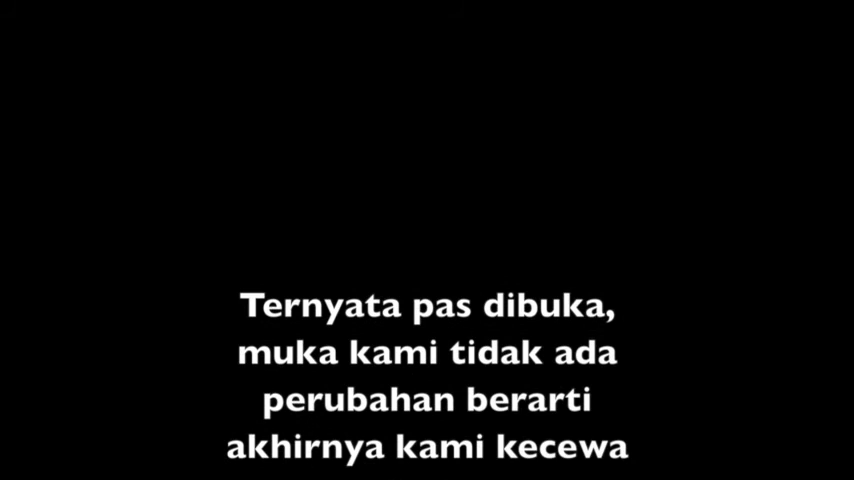 Ternyata pas dibuka,
muka kami tidak ada
perubahan berarti
akhirnya kami kecewa